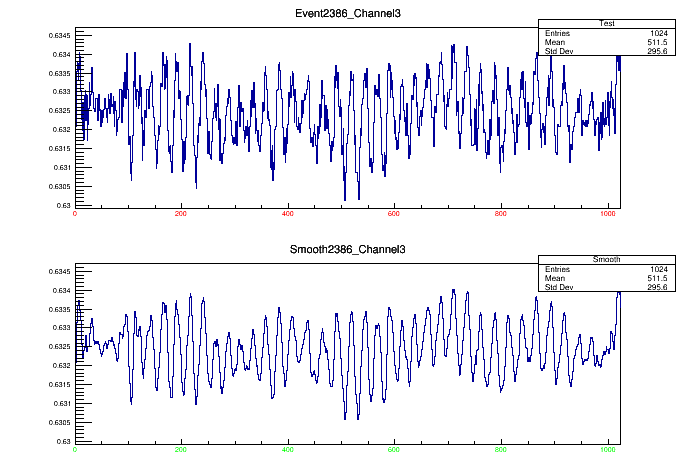 Event2386_Channel3
Test
Entries 1024
Mean 511.5
Std Dev 295.6
0.6345
0.634
0.6335
0.633
0.6325
0.632
0.6315
0.631
0.6305
0.63
0 200 400 600 800 1000
Smooth2386_Channel3
Smooth
Entries 1024
Mean 511.5
Std Dev 295.6
0.6345
0.634
0.6335
0.633
0.6325
0.632
0.6315
0.631
0.6305
0.63
0 200 400 600 800 1000